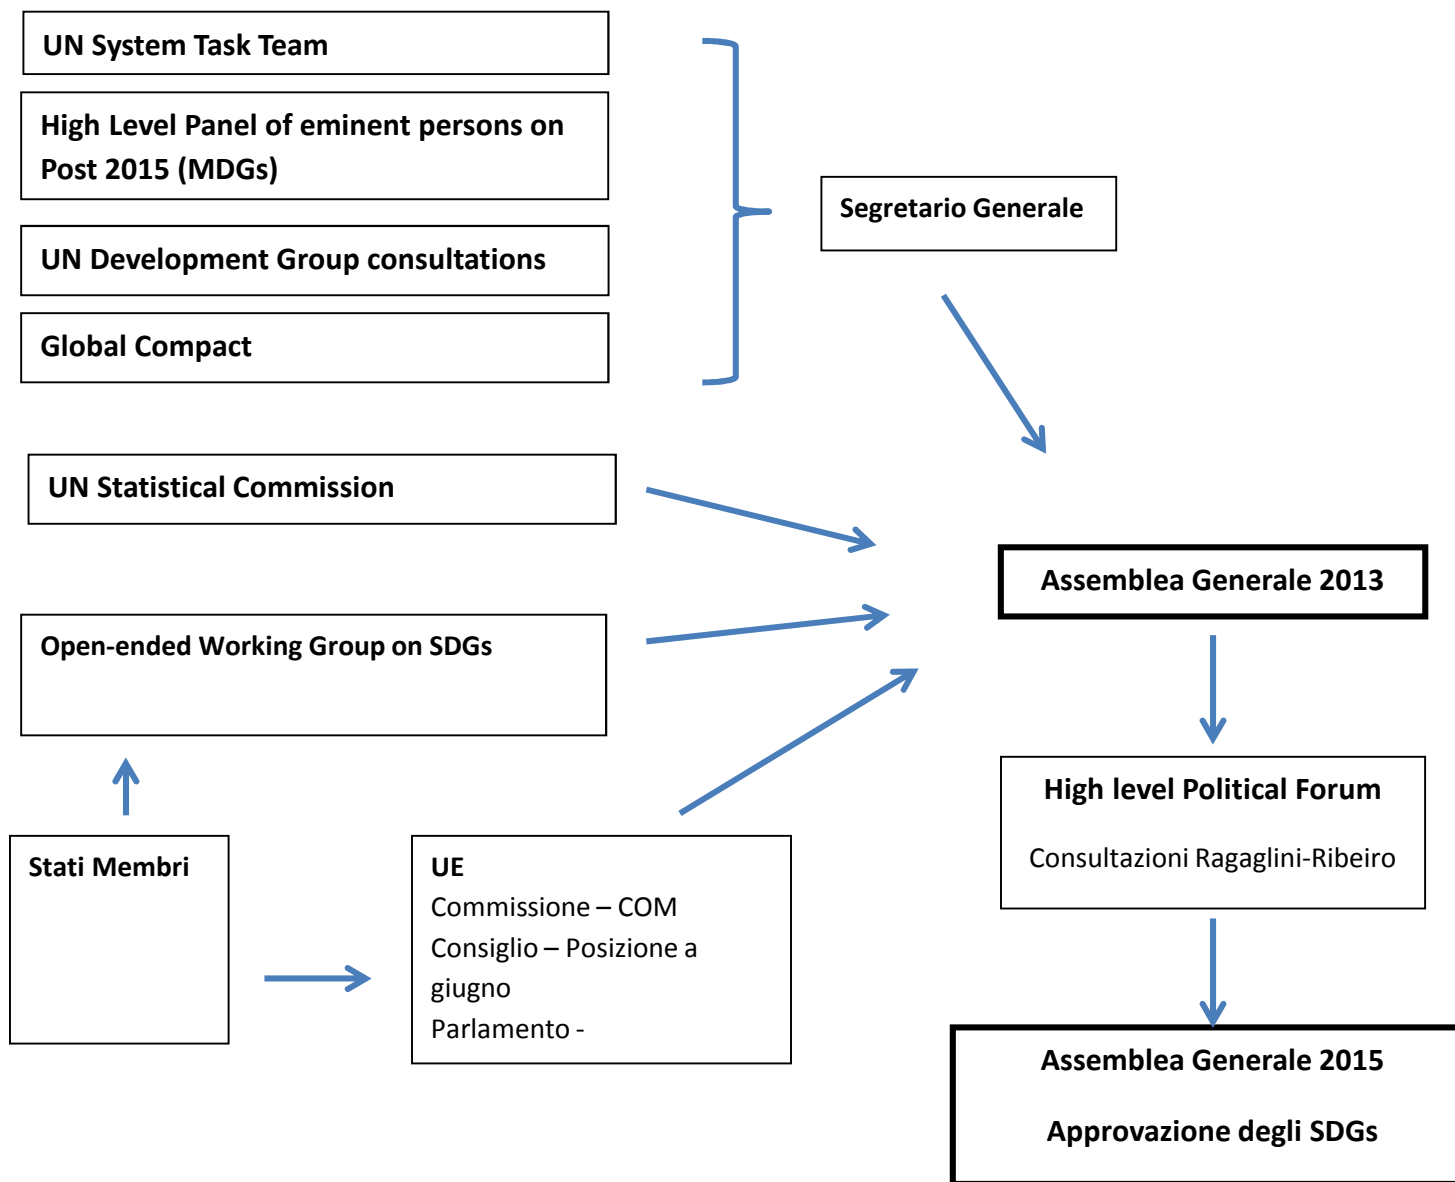 UN System Task Team
High Level Panel of eminent persons on
Post 2015 (MDGs)
UN Development Group consultations
Global Compact
Segretario Generale
UN Statistical Commission
Open-ended Working Group on SDGs
Stati Membri
UE
Commissione – COM
Consiglio – Posizione a
giugno
Parlamento -
Assemblea Generale 2013
High level Political Forum
Consultazioni Ragaglini-Ribeiro
Assemblea Generale 2015
Approvazione degli SDGs